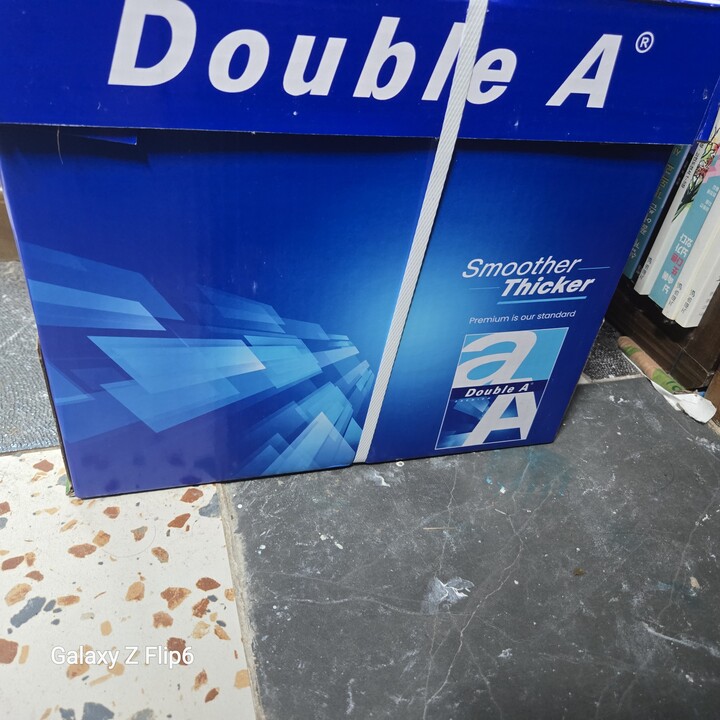 Double A®
Smoother
Thicker
Premium is our standard
a
Double A®
A
Galaxy Z Flip6